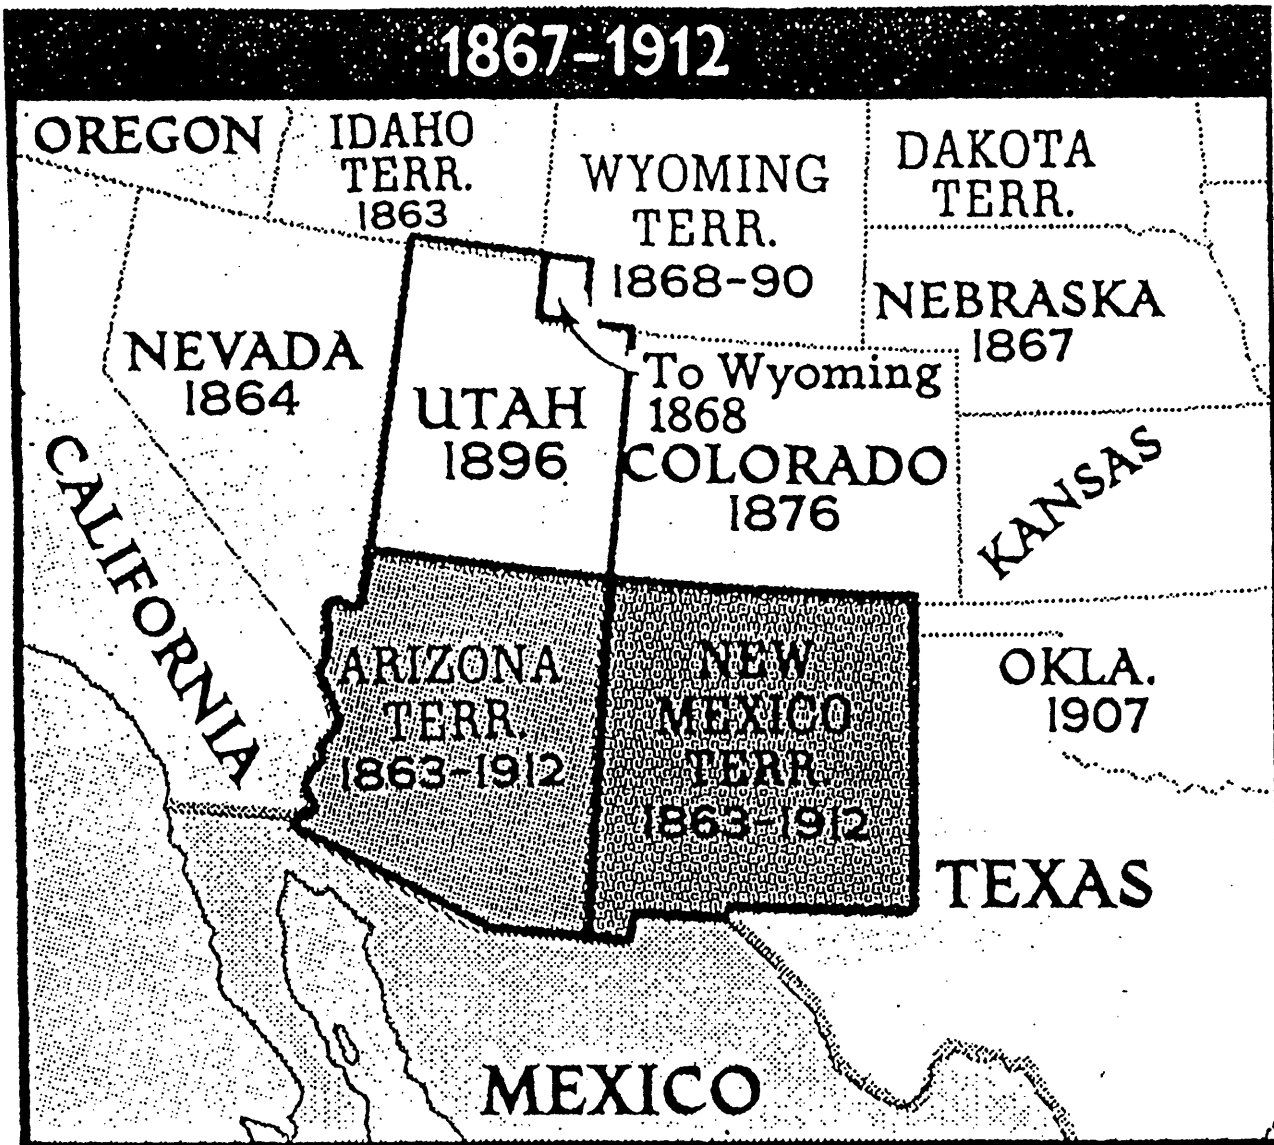 1867-1912
OREGON
IDAHO
TERR.
1863
WYOMING
TERR.
1868-90
DAKOTA
TERR.
NEBRASKA
1867
NEVADA
1864
UTAH
1896
To Wyoming
1868
COLORADO
1876
KANSAS
CALIFORNIA
ARIZONA
TERR.
1863-1912
NEW
MEXICO
TERR.
1863-1912
OKLA.
1907
TEXAS
MEXICO